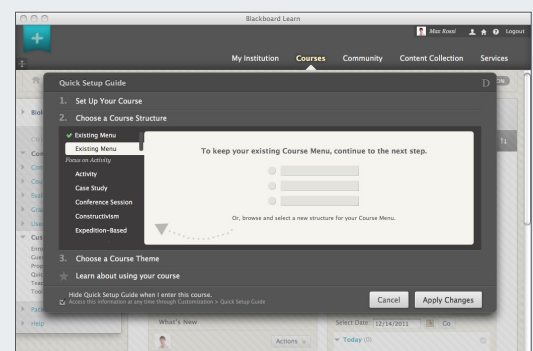 Blackboard Learn
Max Rossi
Logout
My Institution Courses Community Content Collection Services
Quick Setup Guide
D
ON
1. Set Up Your Course
2. Choose a Course Structure
Existing Menu
Existing Menu
Focus on Activity
Activity
Case Study
Conference Session
Constructivism
Expedition-Based
To keep your existing Course Menu, continue to the next step.
Or, browse and select a new structure for your Course Menu.
3. Choose a Course Theme
Learn about using your course
Hide Quick Setup Guide when I enter this course.
Access this information at any time through Customization > Quick Setup Guide
Cancel Apply Changes
Help
What's New
Actions
Select Date: 12/14/2011 Go
Today (0)